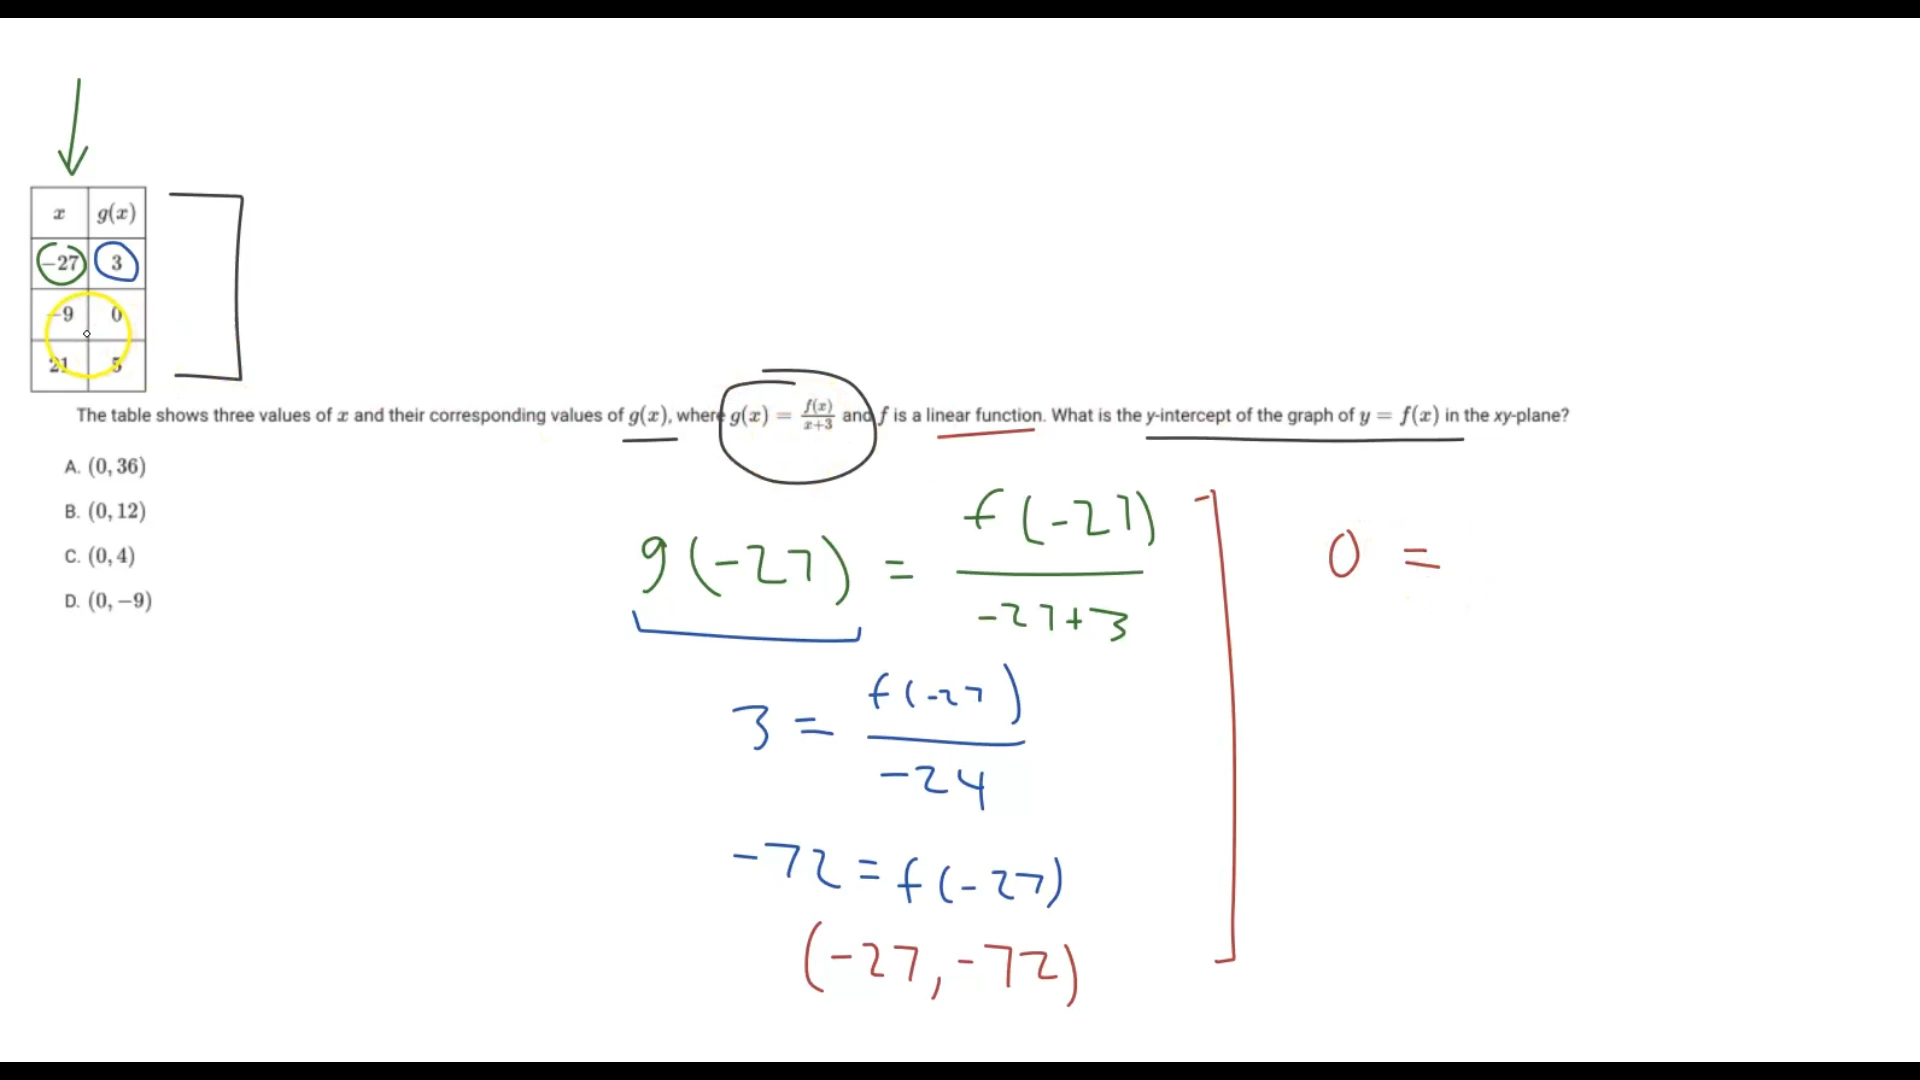 x g(x)
-27 3
-9 0
21 5
The table shows three values of x and their corresponding values of g(x), where g(x) = f(x)/x+3 and f is a linear function. What is the y-intercept of the graph of y = f(x) in the xy-plane?
A. (0, 36)
B. (0, 12)
C. (0, 4)
D. (0, −9)
g(-27) = f(-27)/-27+3
3 = f(-27)/-24
-72 = f(-27)
(-27, -72)
0 =